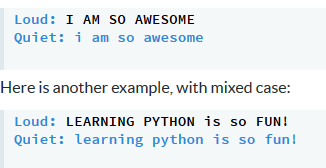 Loud: I AM SO AWESOME
Quiet: i am so awesome
Here is another example, with mixed case:
Loud: LEARNING PYTHON is so FUN!
Quiet: learning python is so fun!